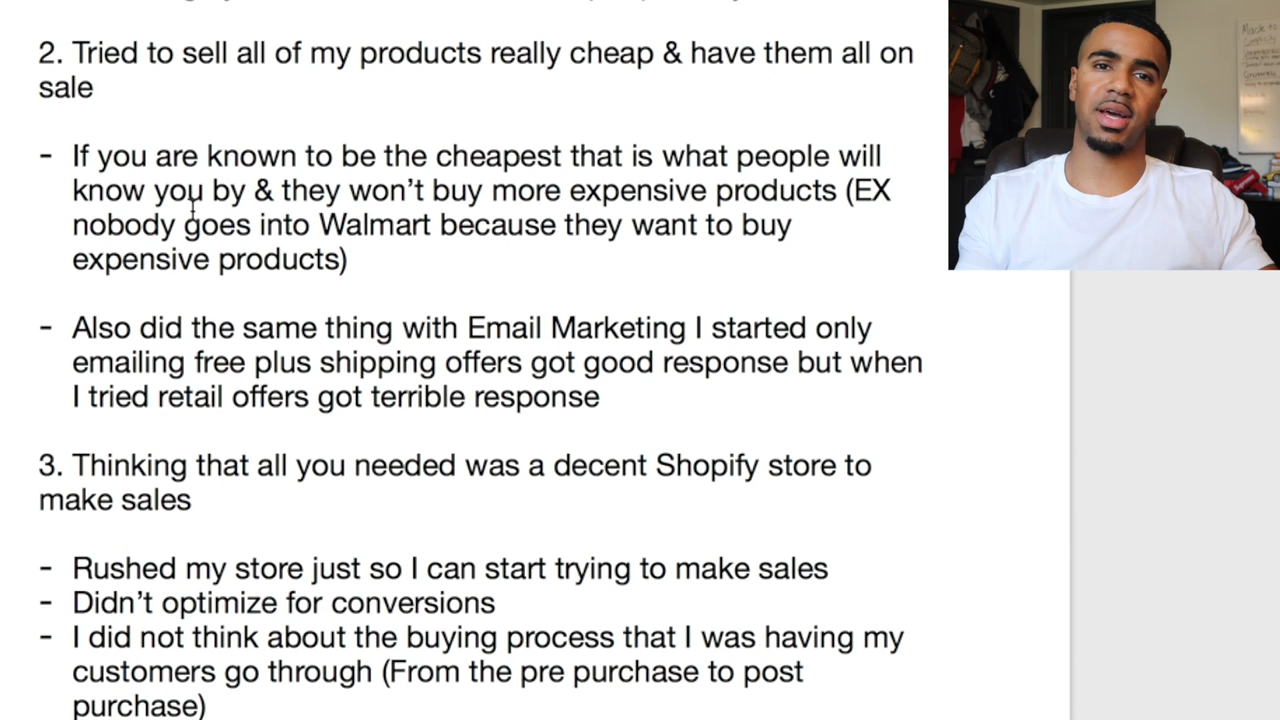 2. Tried to sell all of my products really cheap & have them all on
sale
- If you are known to be the cheapest that is what people will
know you by & they won’t buy more expensive products (EX
nobody goes into Walmart because they want to buy
expensive products)
- Also did the same thing with Email Marketing I started only
emailing free plus shipping offers got good response but when
I tried retail offers got terrible response
3. Thinking that all you needed was a decent Shopify store to
make sales
- Rushed my store just so I can start trying to make sales
- Didn’t optimize for conversions
- I did not think about the buying process that I was having my
customers go through (From the pre purchase to post
purchase)
Made to
Supreme